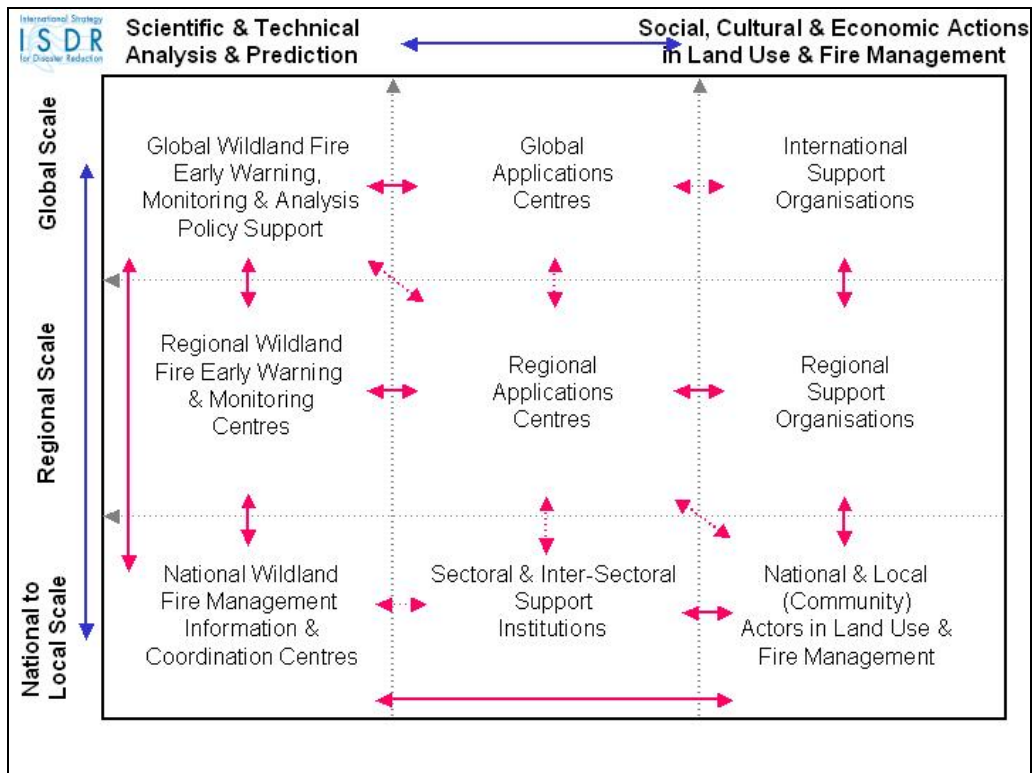 International Strategy
ISDR
for Disaster Reduction
Scientific & Technical
Analysis & Prediction
Social, Cultural & Economic Actions
in Land Use & Fire Management
Global Scale
Global Wildland Fire
Early Warning,
Monitoring & Analysis
Policy Support
Global
Applications
Centres
International
Support
Organisations
Regional Scale
Regional Wildland
Fire Early Warning
& Monitoring
Centres
Regional
Applications
Centres
Regional
Support
Organisations
National to
Local Scale
National Wildland
Fire Management
Information &
Coordination Centres
Sectoral & Inter-Sectoral
Support
Institutions
National & Local
(Community)
Actors in Land Use &
Fire Management